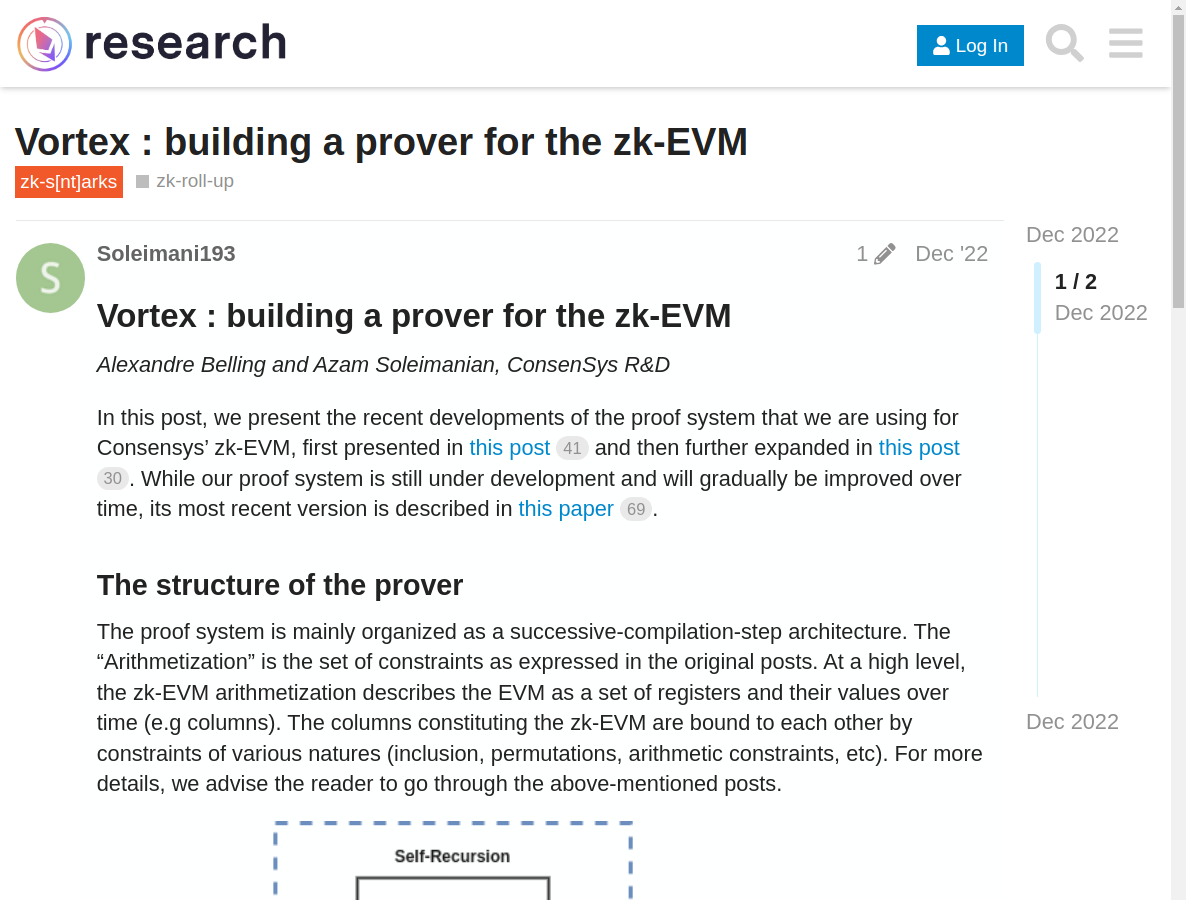 research
Log In
Vortex : building a prover for the zk-EVM
zk-s[nt]arks
zk-roll-up
S
Soleimani193
1
Dec '22
Dec 2022
1 / 2
Dec 2022
Vortex : building a prover for the zk-EVM
Alexandre Belling and Azam Soleimanian, ConsenSys R&D
In this post, we present the recent developments of the proof system that we are using for
Consensys’ zk-EVM, first presented in this post 41 and then further expanded in this post
30 . While our proof system is still under development and will gradually be improved over
time, its most recent version is described in this paper 69 .
The structure of the prover
The proof system is mainly organized as a successive-compilation-step architecture. The
“Arithmetization” is the set of constraints as expressed in the original posts. At a high level,
the zk-EVM arithmetization describes the EVM as a set of registers and their values over
time (e.g columns). The columns constituting the zk-EVM are bound to each other by
constraints of various natures (inclusion, permutations, arithmetic constraints, etc). For more
details, we advise the reader to go through the above-mentioned posts.
Dec 2022
Self-Recursion